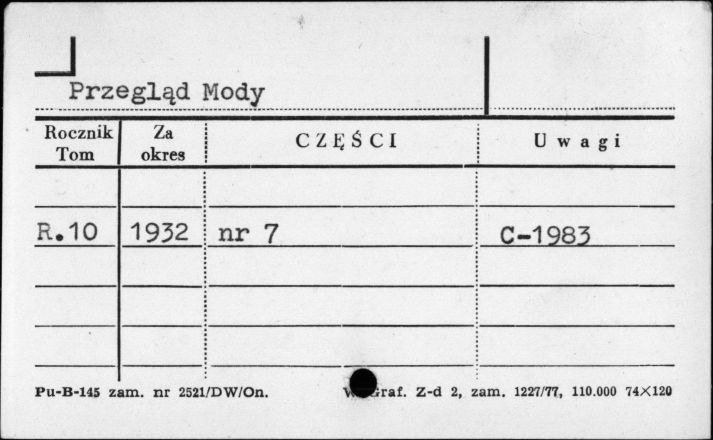 Przegląd Mody
Rocznik Tom Za okres CZĘŚCI Uwagi
R.10 1932 nr 7 C-1983
Pu-B-145 zam. nr 2521/DW/On. Graf. Z-d 2, zam. 1227/77, 110.000 74×120